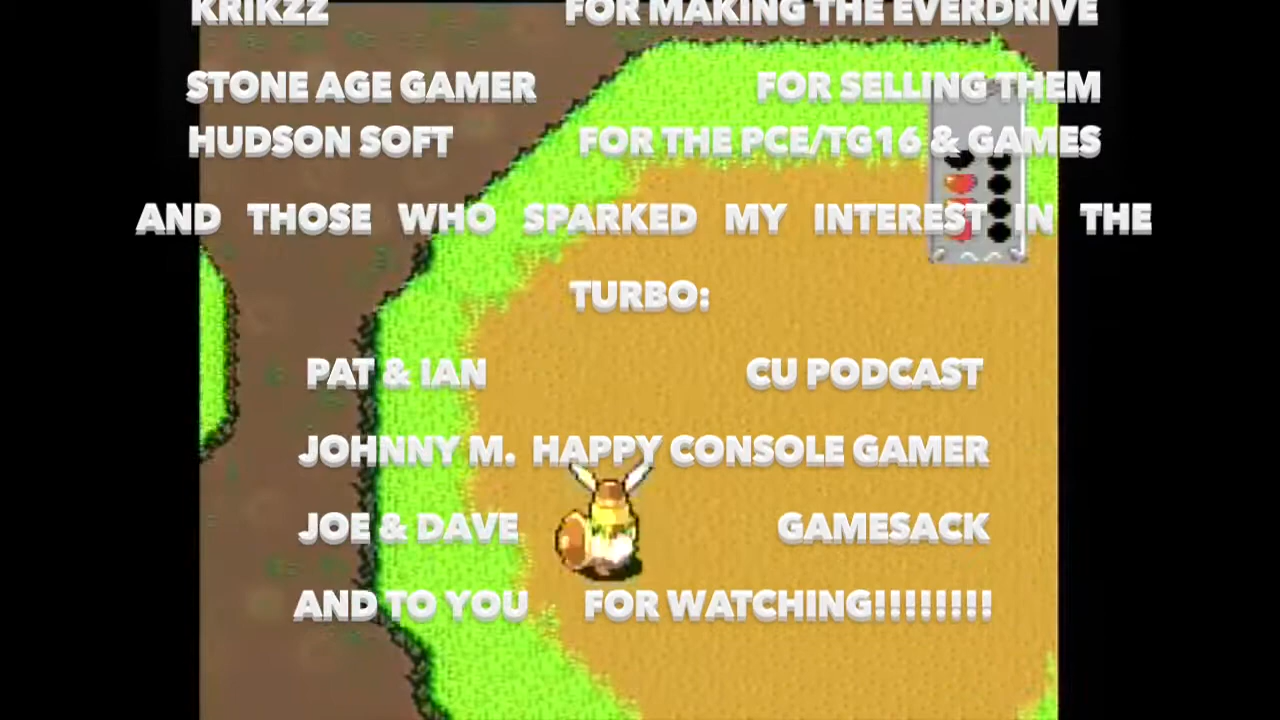 KRIKZZ FOR MAKING THE EVERDRIVE
STONE AGE GAMER FOR SELLING THEM
HUDSON SOFT FOR THE PCE/TG16 & GAMES
AND THOSE WHO SPARKED MY INTEREST IN THE
TURBO:
PAT & IAN CU PODCAST
JOHNNY M. HAPPY CONSOLE GAMER
JOE & DAVE GAMESACK
AND TO YOU FOR WATCHING!!!!!!!!